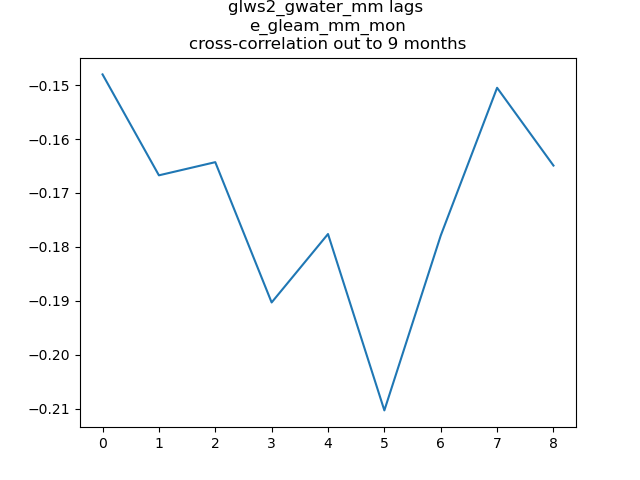 glws2_gwater_mm lags
e_gleam_mm_mon
cross-correlation out to 9 months
−0.15
−0.16
−0.17
−0.18
−0.19
−0.20
−0.21
0 1 2 3 4 5 6 7 8